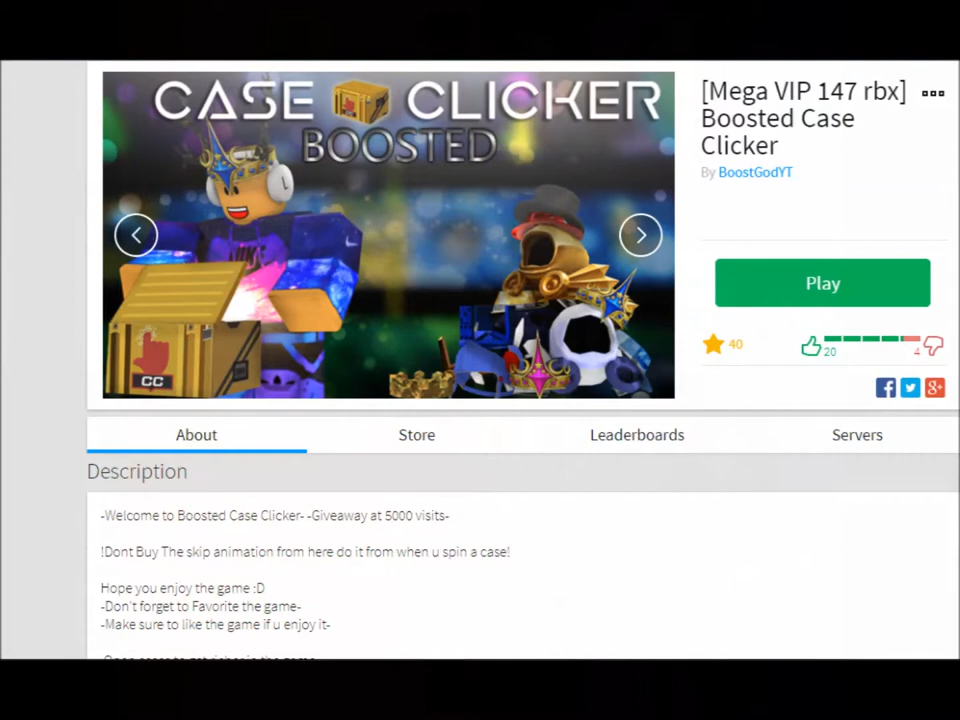 CASE CLICKER
BOOSTED
L
CC
[Mega VIP 147 rbx]
Boosted Case
Clicker
By BoostGodYT
Play
40
20
4
About
Store
Leaderboards
Servers
Description
-Welcome to Boosted Case Clicker- -Giveaway at 5000 visits-
!Dont Buy The skip animation from here do it from when u spin a case!
Hope you enjoy the game :D
-Don't forget to Favorite the game-
-Make sure to like the game if u enjoy it-